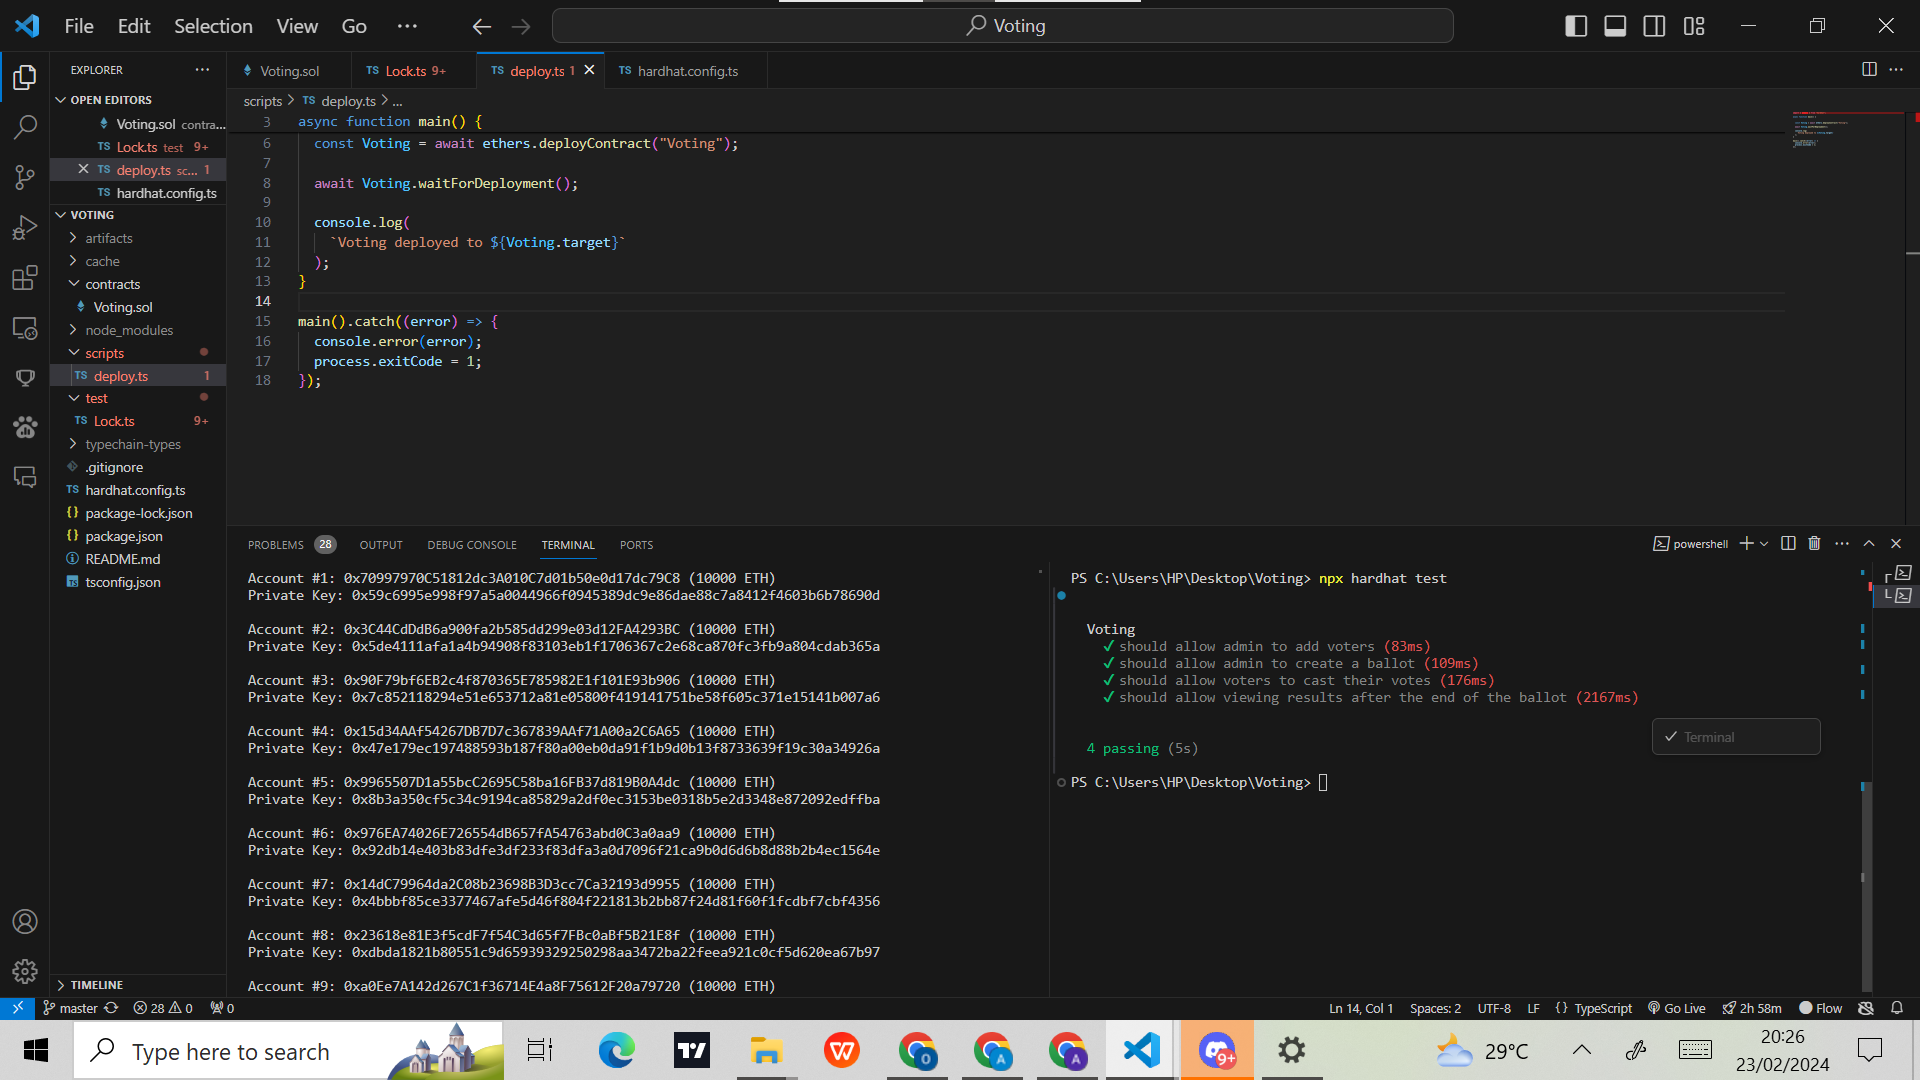 File Edit Selection View Go ···
Voting
EXPLORER
OPEN EDITORS
Voting.sol contra...
Lock.ts test 9+
deploy.ts sc... 1
hardhat.config.ts
VOTING
artifacts
cache
contracts
Voting.sol
node_modules
scripts
deploy.ts 1
test
Lock.ts 9+
typechain-types
.gitignore
hardhat.config.ts
package-lock.json
package.json
README.md
tsconfig.json
TIMELINE
Voting.sol TS Lock.ts 9+ TS deploy.ts 1 TS hardhat.config.ts
scripts > TS deploy.ts > ...
3 async function main() {
6 const Voting = await ethers.deployContract("Voting");
7
8 await Voting.waitForDeployment();
9
10 console.log(
11 `Voting deployed to ${Voting.target}`
12 );
13 }
14
15 main().catch((error) => {
16 console.error(error);
17 process.exitCode = 1;
18 });
PROBLEMS 28 OUTPUT DEBUG CONSOLE TERMINAL PORTS
powershell
Account #1: 0x70997970C51812dc3A010C7d01b50e0d17dc79C8 (10000 ETH)
Private Key: 0x59c6995e998f97a5a0044966f0945389dc9e86dae88c7a8412f4603b6b78690d
Account #2: 0x3C44CdDdB6a900fa2b585dd299e03d12FA4293BC (10000 ETH)
Private Key: 0x5de4111afa1a4b94908f83103eb1f1706367c2e68ca870fc3fb9a804cdab365a
Account #3: 0x90F79bf6EB2c4f870365E785982E1f101E93b906 (10000 ETH)
Private Key: 0x7c852118294e51e653712a81e05800f419141751be58f605c371e15141b007a6
Account #4: 0x15d34AAf54267DB7D7c367839AAf71A00a2C6A65 (10000 ETH)
Private Key: 0x47e179ec197488593b187f80a00eb0da91f1b9d0b13f8733639f19c30a34926a
Account #5: 0x9965507D1a55bcC2695C58ba16FB37d819B0A4dc (10000 ETH)
Private Key: 0x8b3a350cf5c34c9194ca85829a2df0ec3153be0318b5e2d3348e872092edffba
Account #6: 0x976EA74026E726554dB657fA54763abd0C3a0aa9 (10000 ETH)
Private Key: 0x92db14e403b83dfe3df233f83dfa3a0d7096f21ca9b0d6d6b8d88b2b4ec1564e
Account #7: 0x14dC79964da2C08b23698B3D3cc7Ca32193d9955 (10000 ETH)
Private Key: 0x4bbbf85ce3377467afe5d46f804f221813b2bb87f24d81f60f1fcdbf7cbf4356
Account #8: 0x23618e81E3f5cdF7f54C3d65f7FBc0aBf5B21E8f (10000 ETH)
Private Key: 0xdbda1821b80551c9d65939329250298aa3472ba22feea921c0cf5d620ea67b97
Account #9: 0xa0Ee7A142d267C1f36714E4a8F75612F20a79720 (10000 ETH)
PS C:\Users\HP\Desktop\Voting> npx hardhat test
Voting
✓ should allow admin to add voters (83ms)
✓ should allow admin to create a ballot (109ms)
✓ should allow voters to cast their votes (176ms)
✓ should allow viewing results after the end of the ballot (2167ms)
4 passing (5s)
PS C:\Users\HP\Desktop\Voting>
Terminal
master 28 0 0
Ln 14, Col 1 Spaces: 2 UTF-8 LF {} TypeScript Go Live 2h 58m Flow
Type here to search
29°C
20:26
23/02/2024